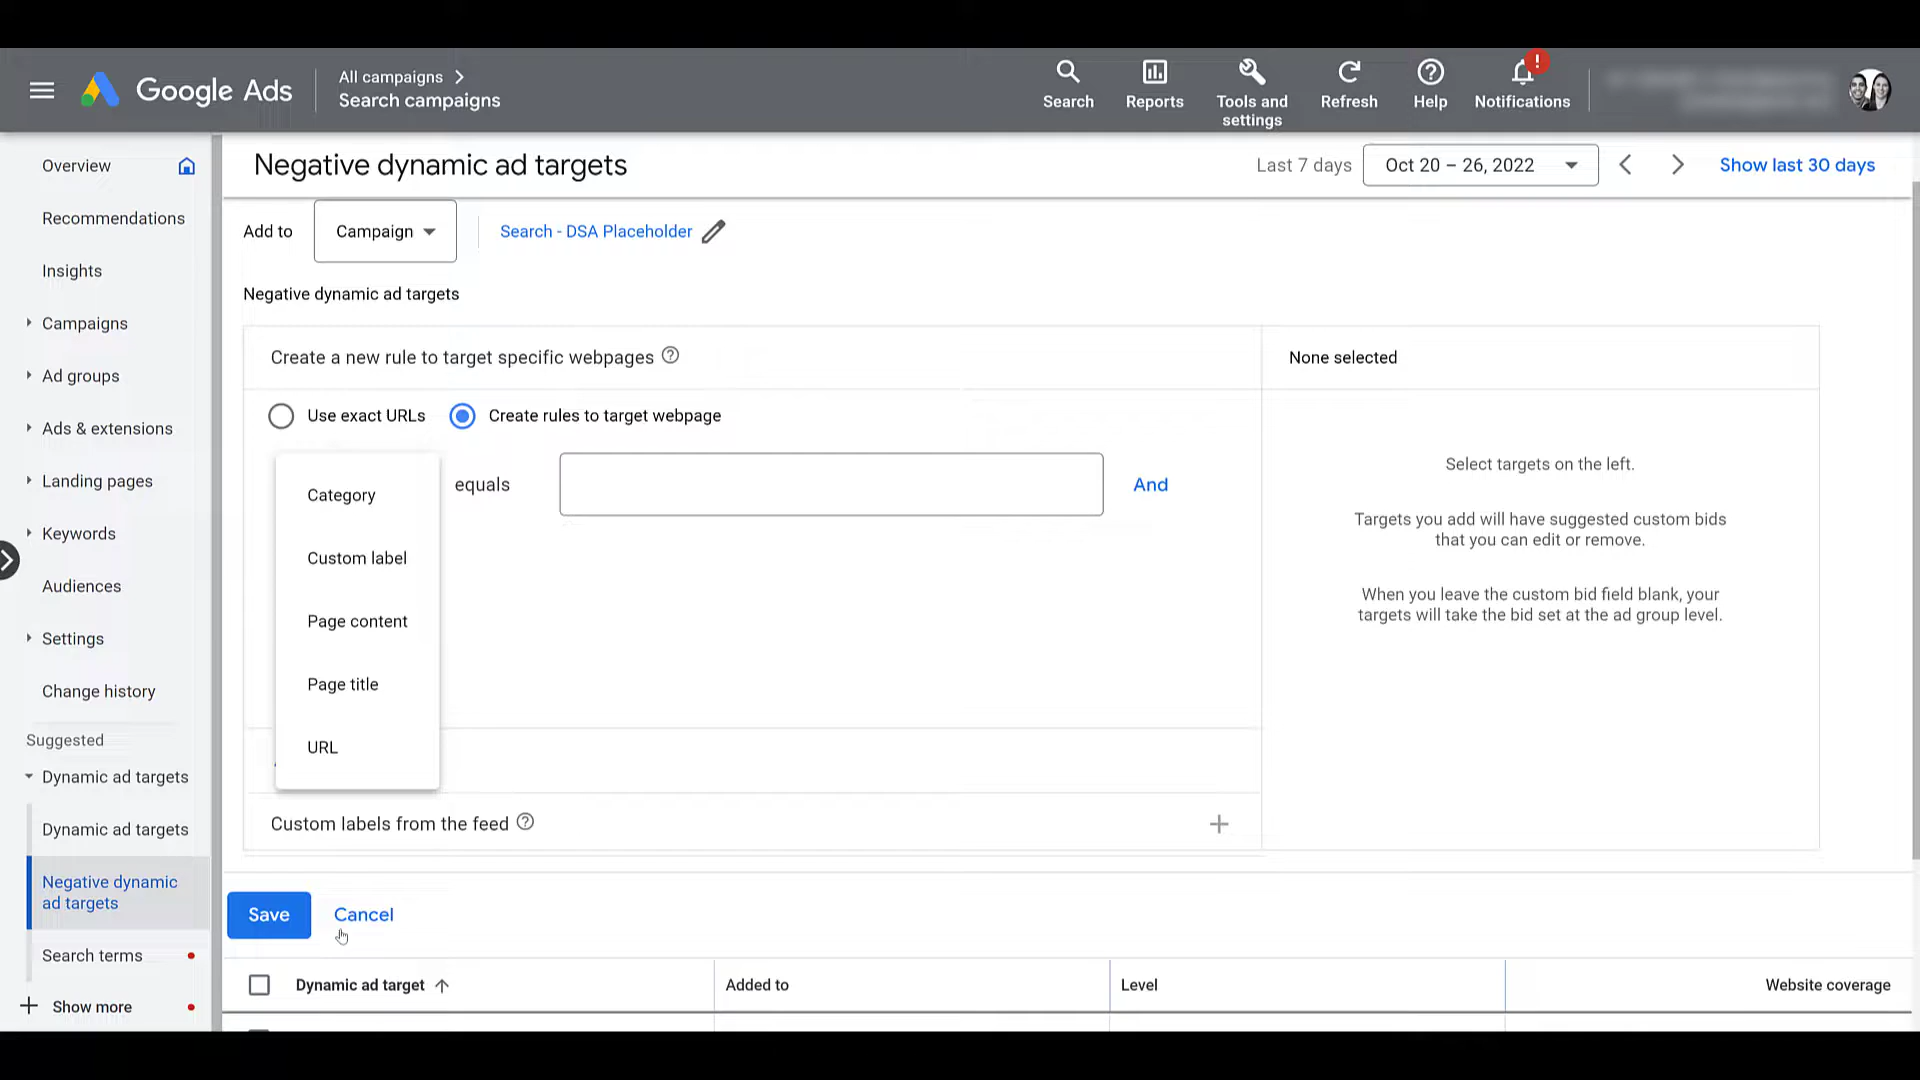 Google Ads
All campaigns
Search campaigns
Search
Reports
Tools and
settings
Refresh
Help
Notifications
!
Overview
Recommendations
Insights
Campaigns
Ad groups
Ads & extensions
Landing pages
Keywords
Audiences
Settings
Change history
Suggested
Dynamic ad targets
Dynamic ad targets
Negative dynamic
ad targets
Search terms
Show more
Negative dynamic ad targets
Last 7 days
Oct 20 – 26, 2022
Show last 30 days
Add to
Campaign
Search - DSA Placeholder
Negative dynamic ad targets
Create a new rule to target specific webpages
None selected
Use exact URLs
Create rules to target webpage
Category
Custom label
Page content
Page title
URL
equals
And
Select targets on the left.
Targets you add will have suggested custom bids
that you can edit or remove.
When you leave the custom bid field blank, your
targets will take the bid set at the ad group level.
Custom labels from the feed
Save
Cancel
Dynamic ad target
Added to
Level
Website coverage